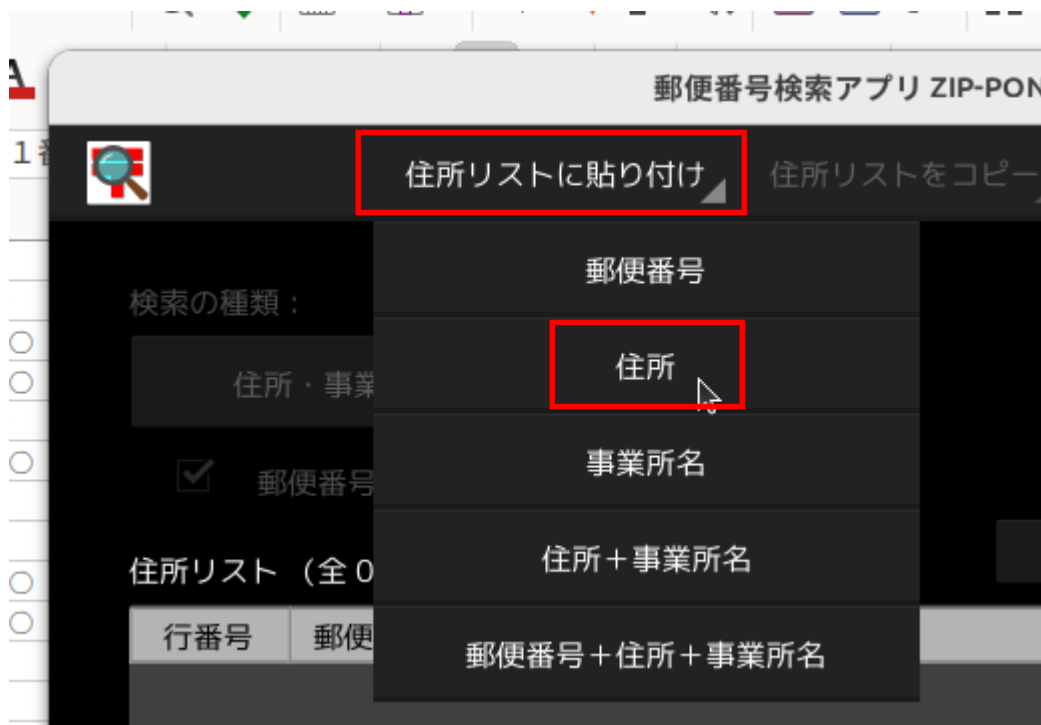 A
郵便番号検索アプリ ZIP-PON
1
住所リストに貼り付け
住所リストをコピー
郵便番号
検索の種類：
住所
住所・事業
事業所名
郵便番号
住所＋事業所名
住所リスト （全 0
行番号
郵便
郵便番号＋住所＋事業所名